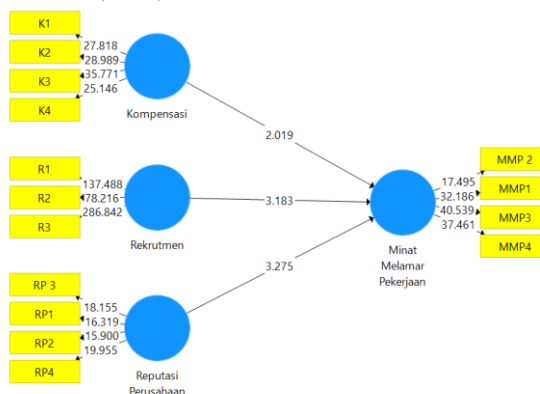 K1
K2
K3
K4
27.818
28.989
35.771
25.146
Kompensasi
2.019
R1
R2
R3
137.488
78.216
286.842
Rekrutmen
3.183
RP 3
RP1
RP2
RP4
18.155
16.319
15.900
19.955
Reputasi
Perusahaan
3.275
Minat
Melamar
Pekerjaan
17.495
32.186
40.539
37.461
MMP 2
MMP1
MMP3
MMP4